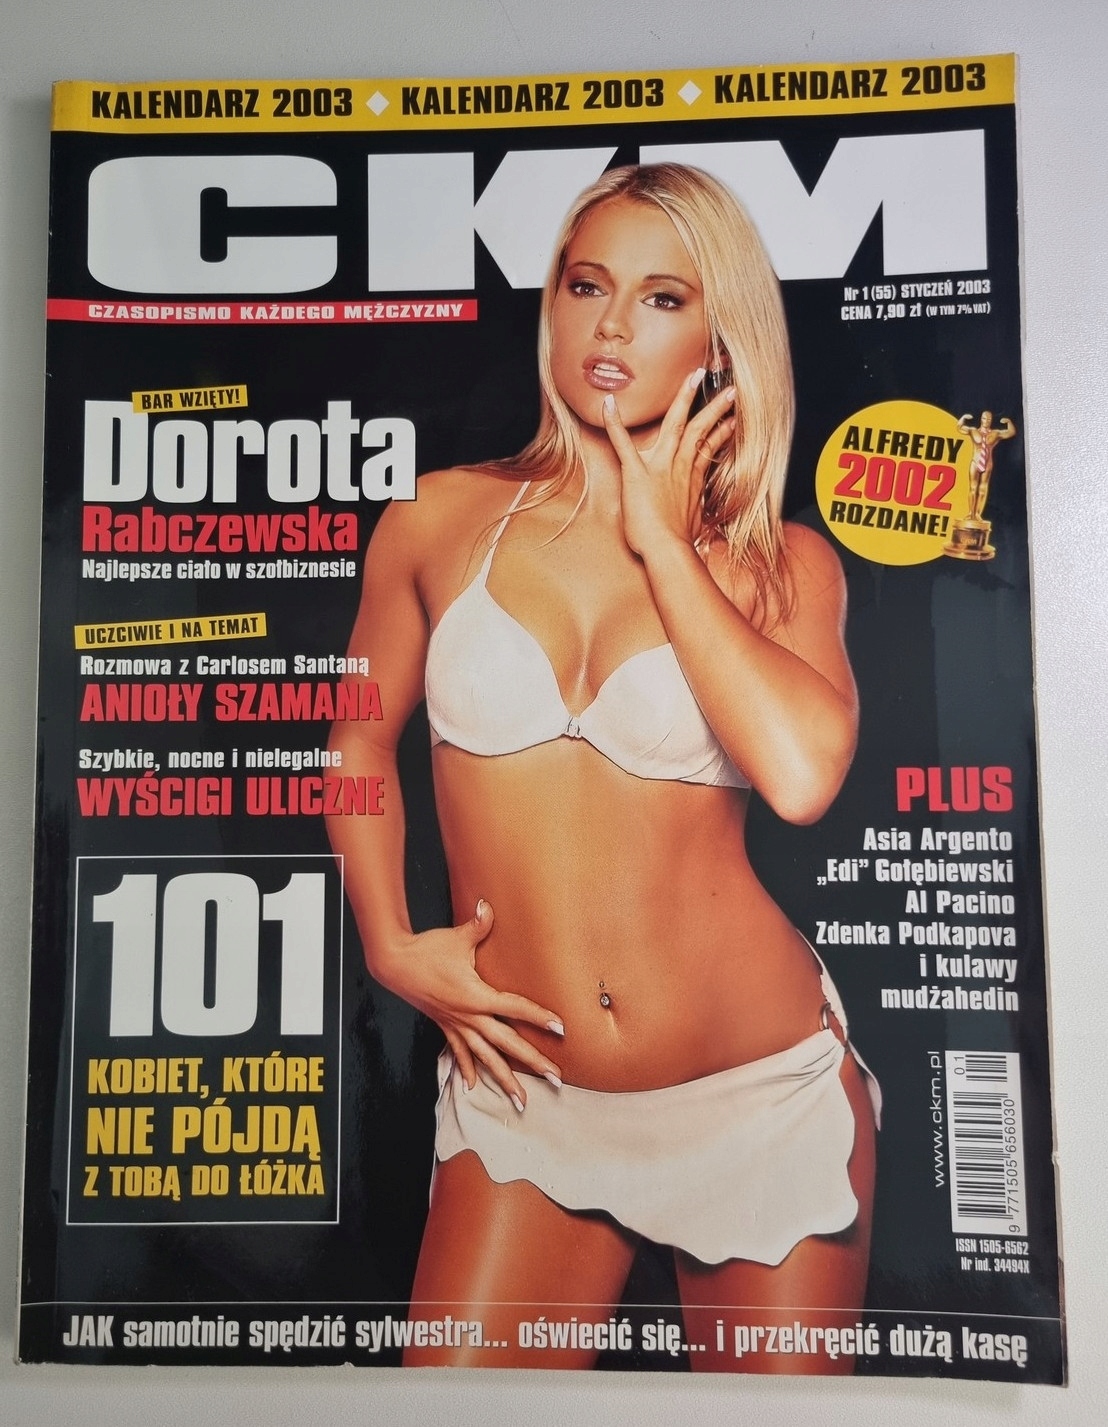 KALENDARZ 2003 ◆ KALENDARZ 2003 ◆ KALENDARZ 2003
CKM
CZASOPISMO KAŻDEGO MĘŻCZYZNY
Nr 1 (55) STYCZEŃ 2003
CENA 7,90 zł (W TYM 7% VAT)
BAR WZIĘTY!
Dorota
Rabczewska
Najlepsze ciało w szołbiznesie
ALFREDY
2002
ROZDANE!
UCZCIWIE I NA TEMAT
Rozmowa z Carlosem Santaną
ANIOŁY SZAMANA
Szybkie, nocne i nielegalne
WYŚCIGI ULICZNE
101
KOBIET, KTÓRE
NIE PÓJDĄ
Z TOBĄ DO ŁÓŻKA
PLUS
Asia Argento
„Edi” Gołębiewski
Al Pacino
Zdenka Podkapova
i kulawy
mudżahedin
www.ckm.pl
01
9 771505 656030
ISSN 1505-6562
Nr ind. 34494X
JAK samotnie spędzić sylwestra... oświecić się... i przekręcić dużą kasę